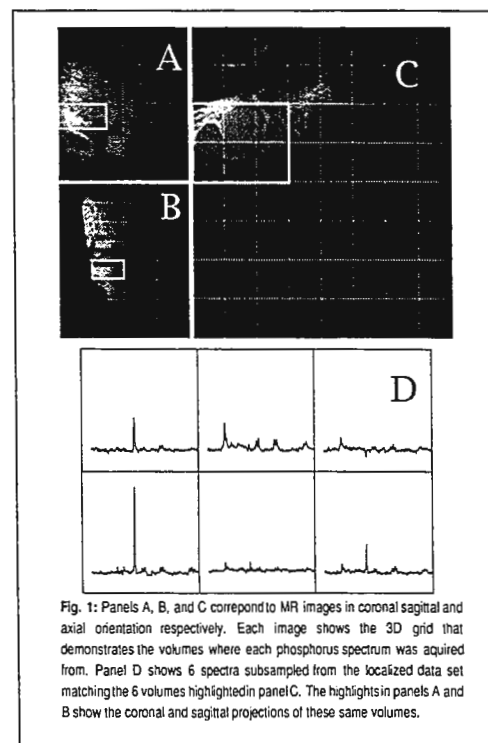 A
C
B
D
Fig. 1: Panels A, B, and C correpond to MR images in coronal sagittal and
axial orientation respectively. Each image shows the 3D grid that
demonstrates the volumes where each phosphorus spectrum was aquired
from. Panel D shows 6 spectra subsampled from the localized data set
matching the 6 volumes highlighted in panel C. The highlights in panels A and
B show the coronal and sagittal projections of these same volumes.